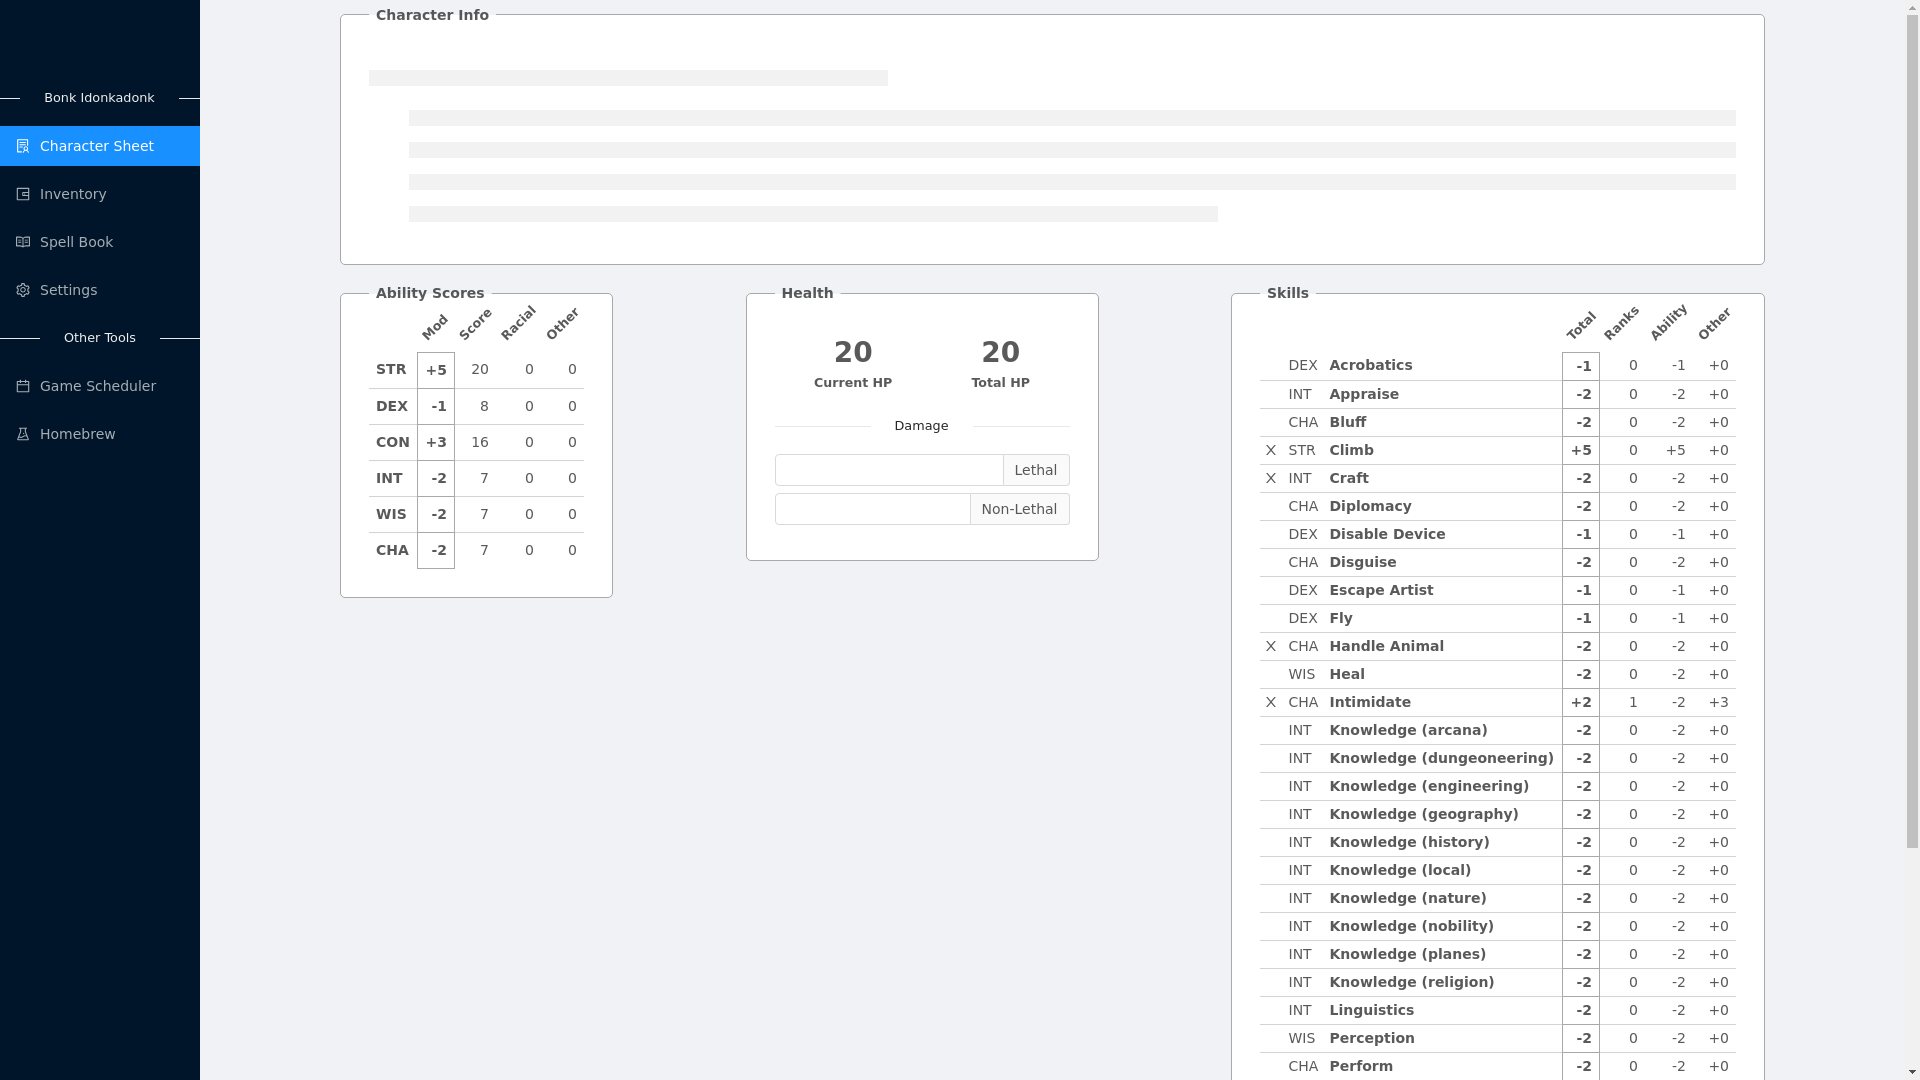 Bonk Idonkadonk
Character Sheet
Inventory
Spell Book
Settings
Other Tools
Game Scheduler
Homebrew
Character Info
Ability Scores
Mod Score Racial Other
STR +5 20 0 0
DEX -1 8 0 0
CON +3 16 0 0
INT -2 7 0 0
WIS -2 7 0 0
CHA -2 7 0 0
Health
20 20
Current HP Total HP
Damage
Lethal
Non-Lethal
Skills
Total Ranks Ability Other
DEX Acrobatics -1 0 -1 +0
INT Appraise -2 0 -2 +0
CHA Bluff -2 0 -2 +0
X STR Climb +5 0 +5 +0
X INT Craft -2 0 -2 +0
CHA Diplomacy -2 0 -2 +0
DEX Disable Device -1 0 -1 +0
CHA Disguise -2 0 -2 +0
DEX Escape Artist -1 0 -1 +0
DEX Fly -1 0 -1 +0
X CHA Handle Animal -2 0 -2 +0
WIS Heal -2 0 -2 +0
X CHA Intimidate +2 1 -2 +3
INT Knowledge (arcana) -2 0 -2 +0
INT Knowledge (dungeoneering) -2 0 -2 +0
INT Knowledge (engineering) -2 0 -2 +0
INT Knowledge (geography) -2 0 -2 +0
INT Knowledge (history) -2 0 -2 +0
INT Knowledge (local) -2 0 -2 +0
INT Knowledge (nature) -2 0 -2 +0
INT Knowledge (nobility) -2 0 -2 +0
INT Knowledge (planes) -2 0 -2 +0
INT Knowledge (religion) -2 0 -2 +0
INT Linguistics -2 0 -2 +0
WIS Perception -2 0 -2 +0
CHA Perform -2 0 -2 +0